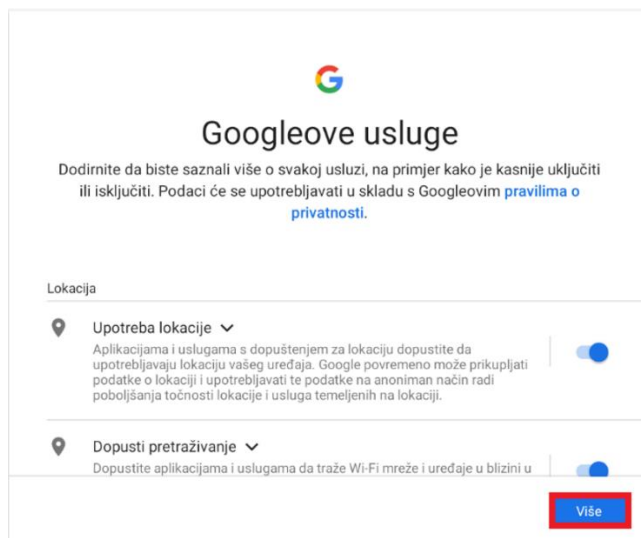 Googleove usluge
Dodirnite da biste saznali više o svakoj usluzi, na primjer kako je kasnije uključiti
ili isključiti. Podaci će se upotrebljavati u skladu s Googleovim pravilima o
privatnosti.
Lokacija
Upotreba lokacije
Aplikacijama i uslugama s dopuštenjem za lokaciju dopustite da
upotrebljavaju lokaciju vašeg uređaja. Google povremeno može prikupljati
podatke o lokaciji i upotrebljavati te podatke na anoniman način radi
poboljšanja točnosti lokacije i usluga temeljenih na lokaciji.
Dopusti pretraživanje
Dopustite aplikacijama i uslugama da traže Wi-Fi mreže i uređaje u blizini u
Više